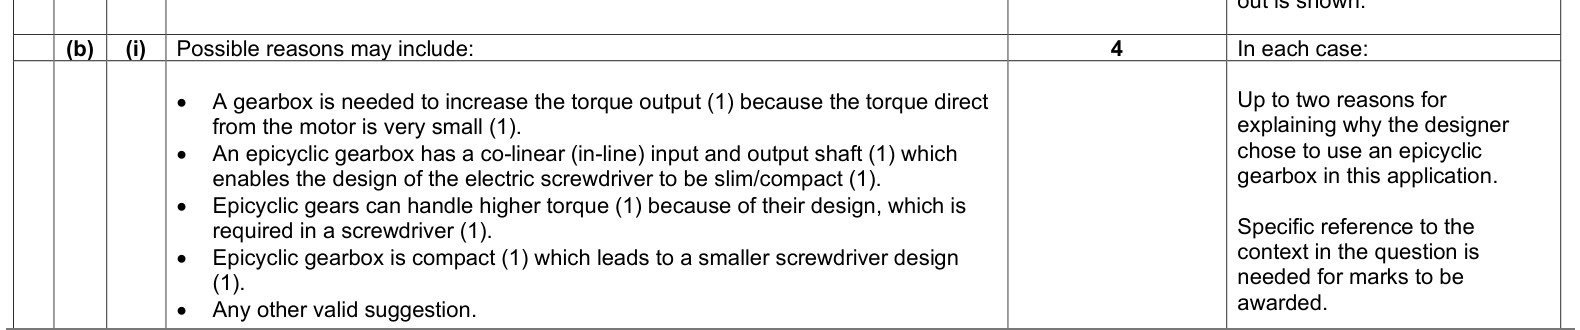 out is shown.
(b) (i) Possible reasons may include: 4 In each case:
• A gearbox is needed to increase the torque output (1) because the torque direct
from the motor is very small (1).
• An epicyclic gearbox has a co-linear (in-line) input and output shaft (1) which
enables the design of the electric screwdriver to be slim/compact (1).
• Epicyclic gears can handle higher torque (1) because of their design, which is
required in a screwdriver (1).
• Epicyclic gearbox is compact (1) which leads to a smaller screwdriver design
(1).
• Any other valid suggestion.
Up to two reasons for
explaining why the designer
chose to use an epicyclic
gearbox in this application.
Specific reference to the
context in the question is
needed for marks to be
awarded.